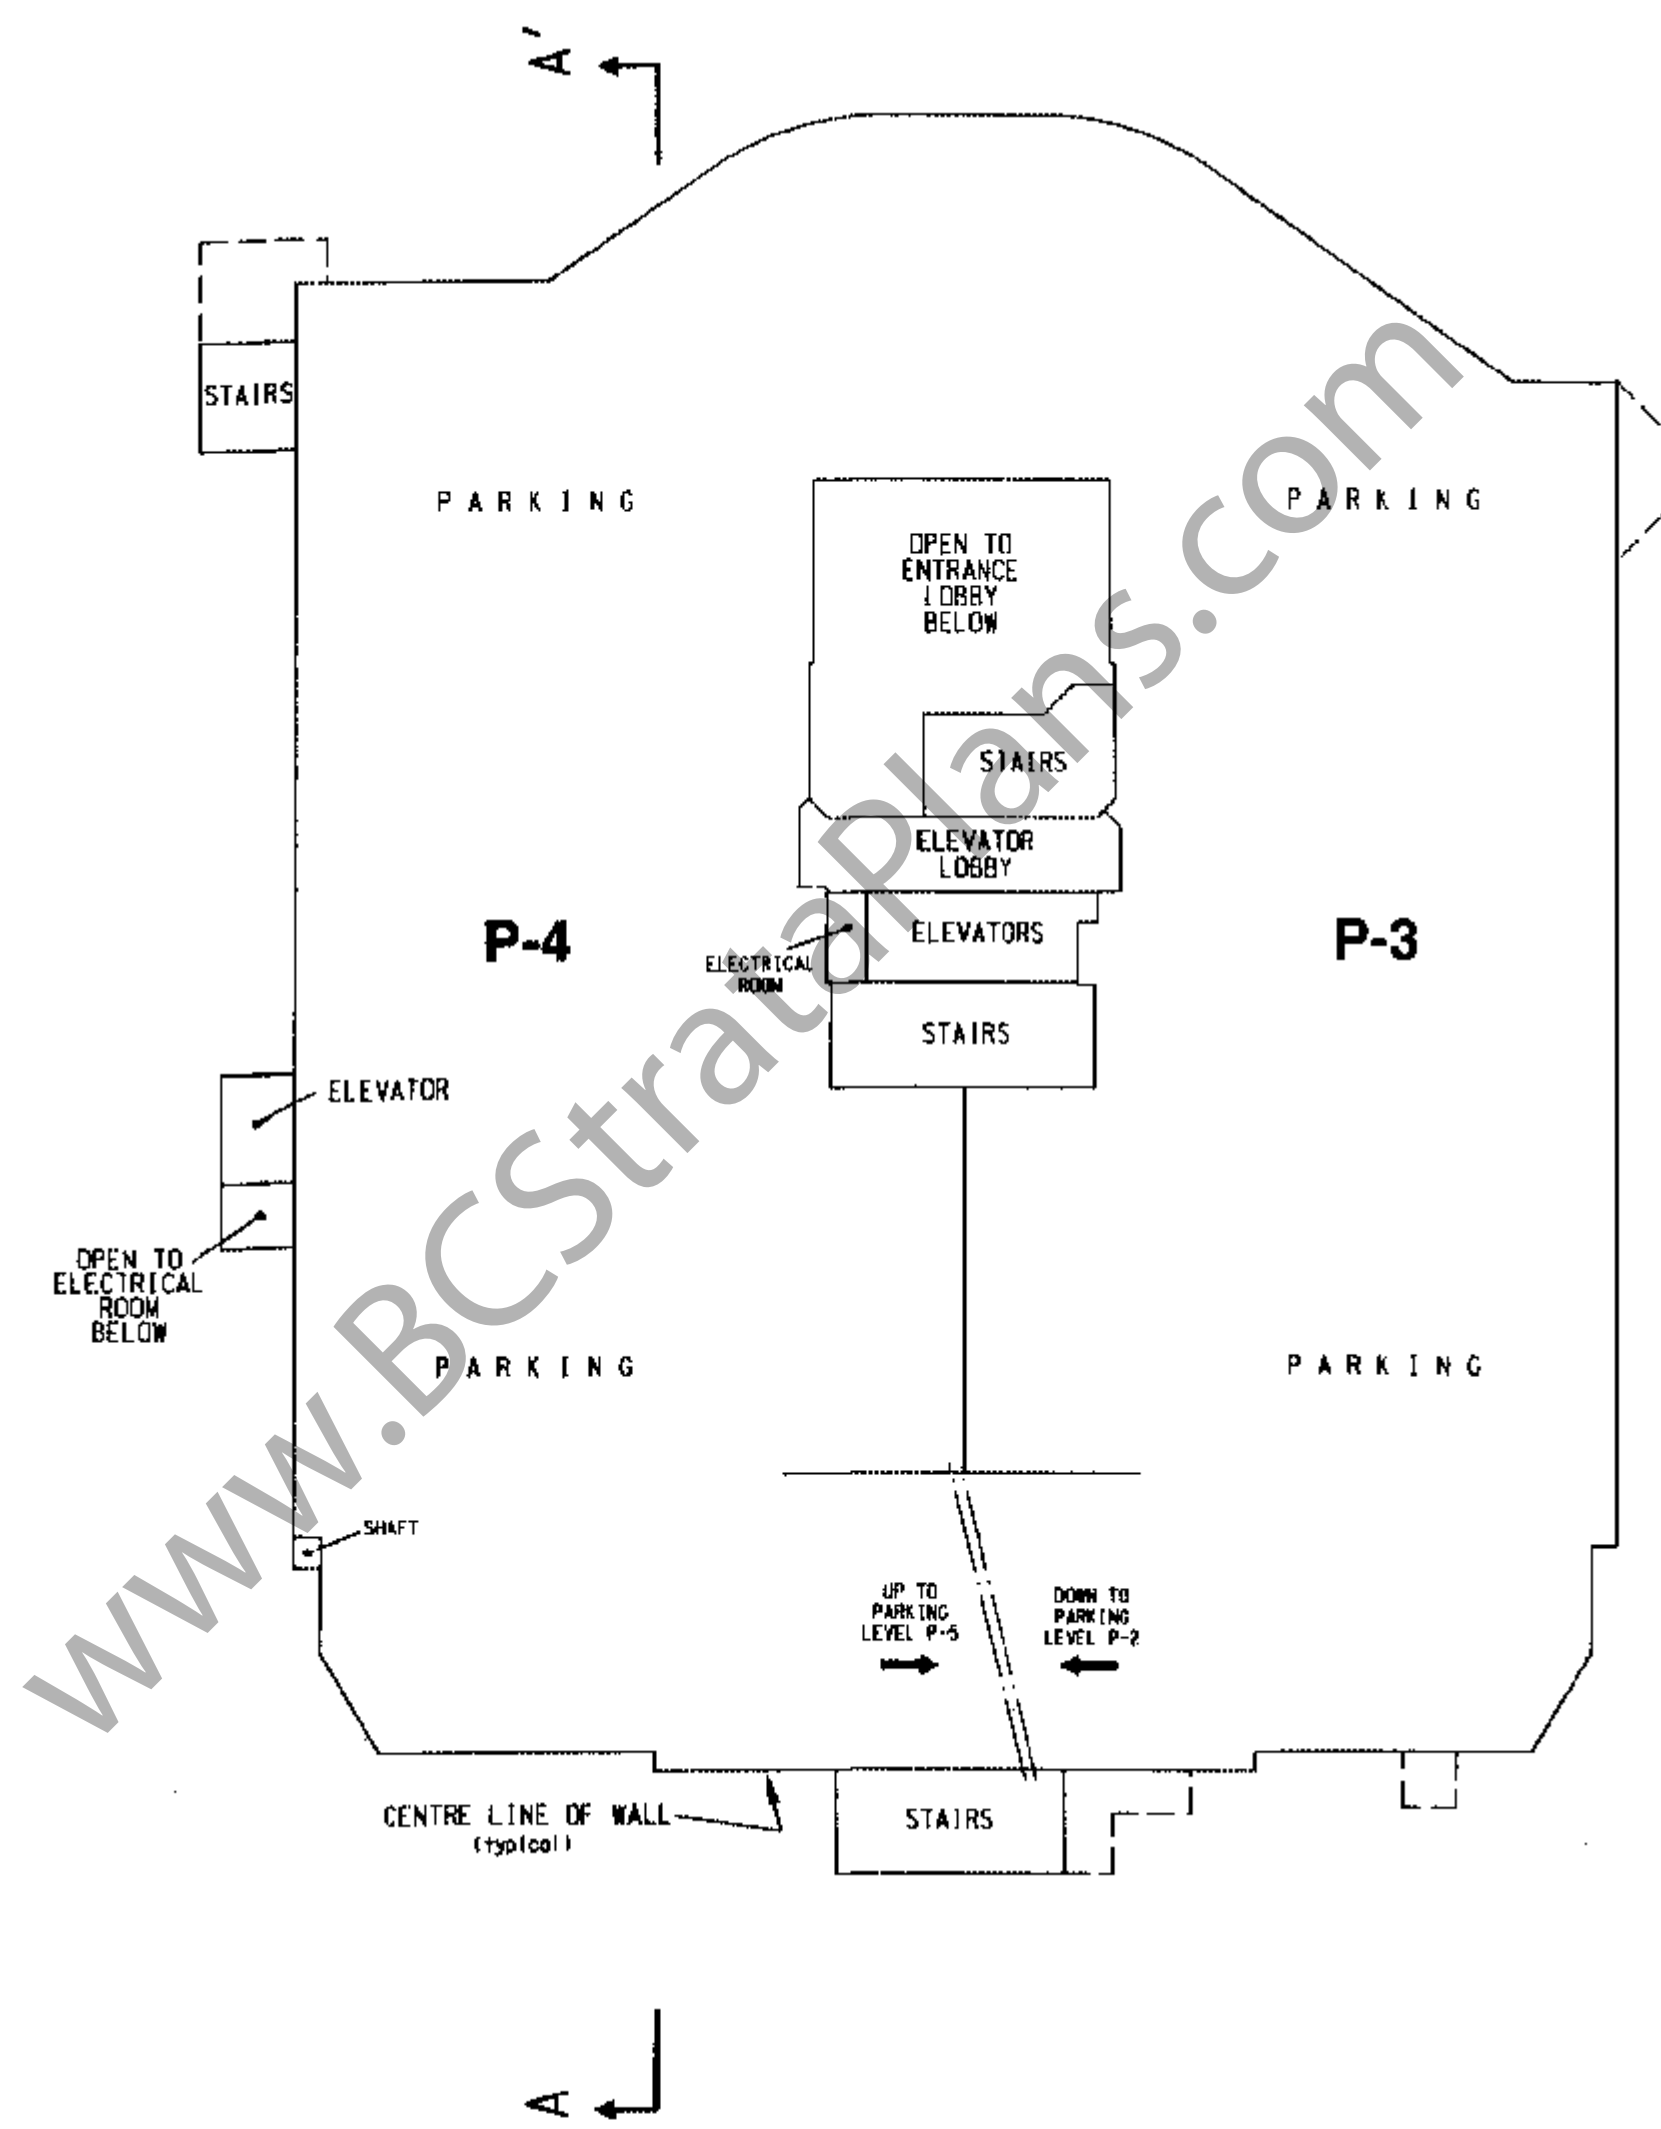 A'
STAIRS
PARKING
PARKING
OPEN TO
ENTRANCE
LOBBY
BELOW
STAIRS
ELEVATOR
LOBBY
P-4
ELEVATORS
P-3
ELECTRICAL
ROOM
STAIRS
ELEVATOR
OPEN TO
ELECTRICAL
ROOM
BELOW
PARKING
PARKING
SHAFT
UP TO
PARKING
LEVEL P-5
DOWN TO
PARKING
LEVEL P-2
CENTRE LINE OF WALL
(typical)
STAIRS
A
www.BCStrataPlans.com